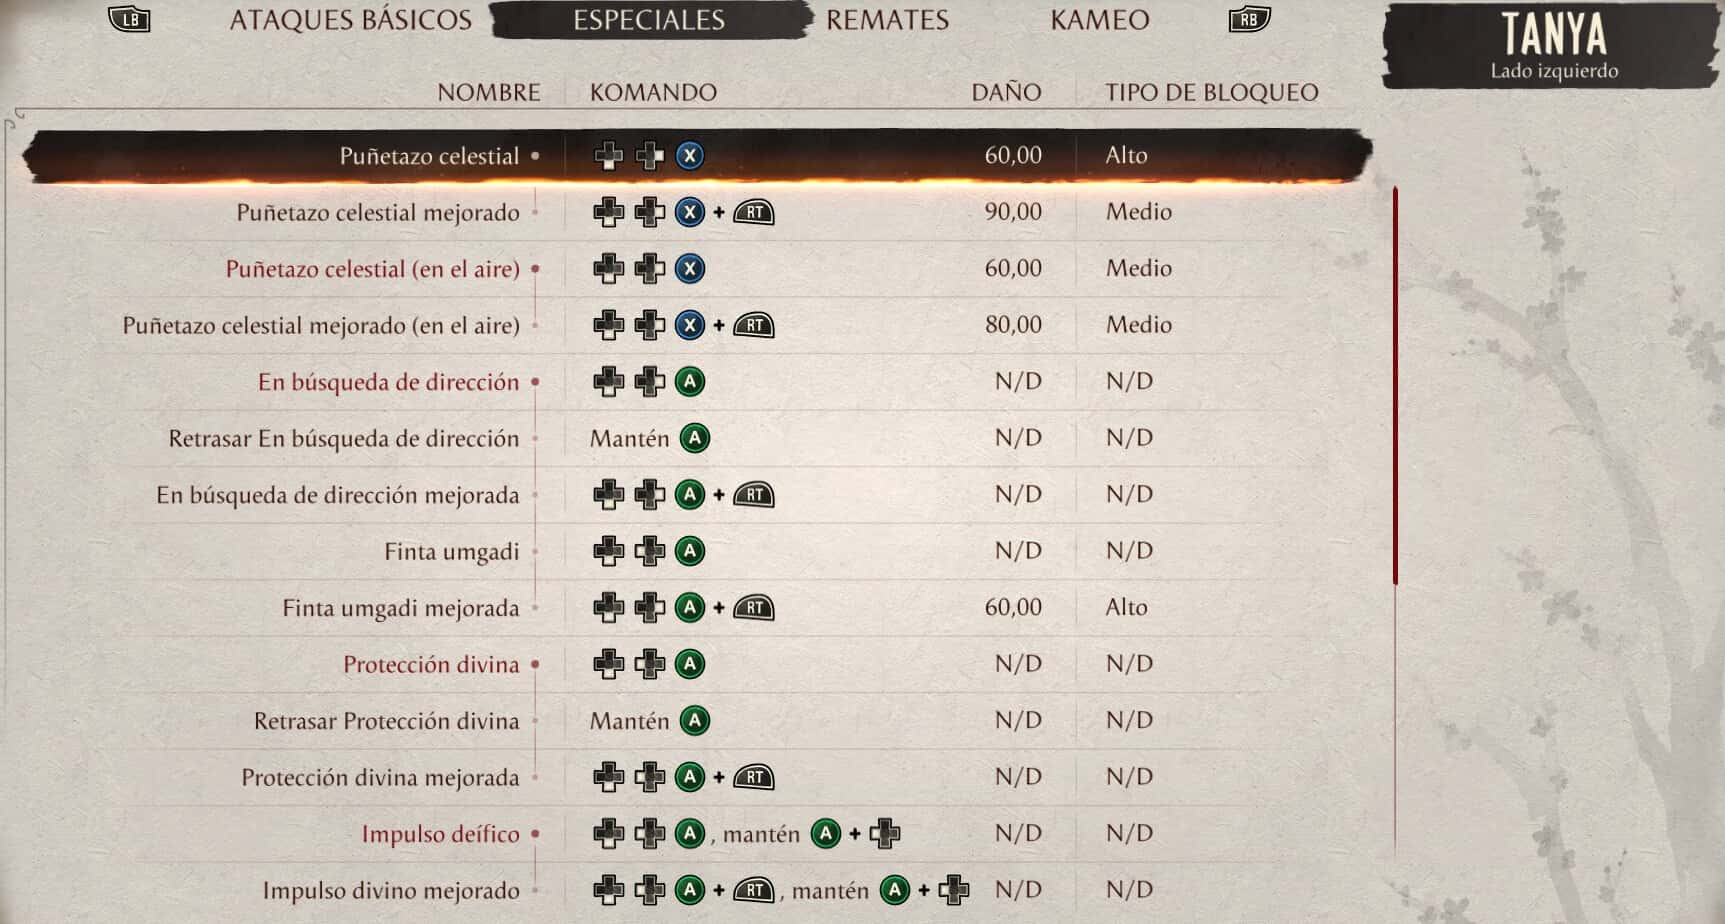 LB ATAQUES BÁSICOS ESPECIALES REMATES KAMEO RB
TANYA
Lado izquierdo
NOMBRE KOMANDO DAÑO TIPO DE BLOQUEO
Puñetazo celestial X 60,00 Alto
Puñetazo celestial mejorado X + RT 90,00 Medio
Puñetazo celestial (en el aire) X 60,00 Medio
Puñetazo celestial mejorado (en el aire) X + RT 80,00 Medio
En búsqueda de dirección A N/D N/D
Retrasar En búsqueda de dirección Mantén A N/D N/D
En búsqueda de dirección mejorada A + RT N/D N/D
Finta umgadi A N/D N/D
Finta umgadi mejorada A + RT 60,00 Alto
Protección divina A N/D N/D
Retrasar Protección divina Mantén A N/D N/D
Protección divina mejorada A + RT N/D N/D
Impulso deífico A , mantén A + N/D N/D
Impulso divino mejorado A + RT , mantén A + N/D N/D